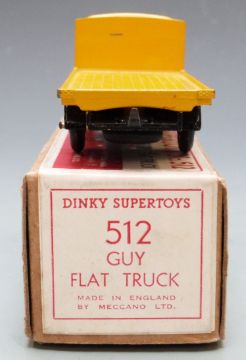 DINKY SUPERTOYS
512
GUY
FLAT TRUCK
MADE IN ENGLAND
BY MECCANO LTD.